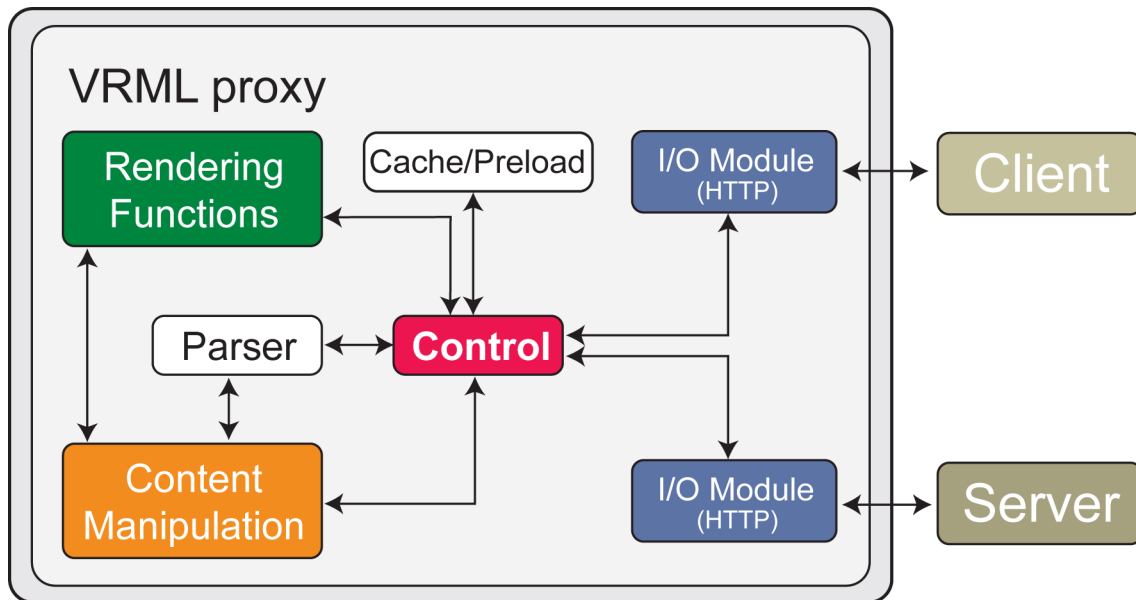 VRML proxy
Rendering
Functions
Cache/Preload
I/O Module
(HTTP)
Client
Parser
Control
Content
Manipulation
I/O Module
(HTTP)
Server